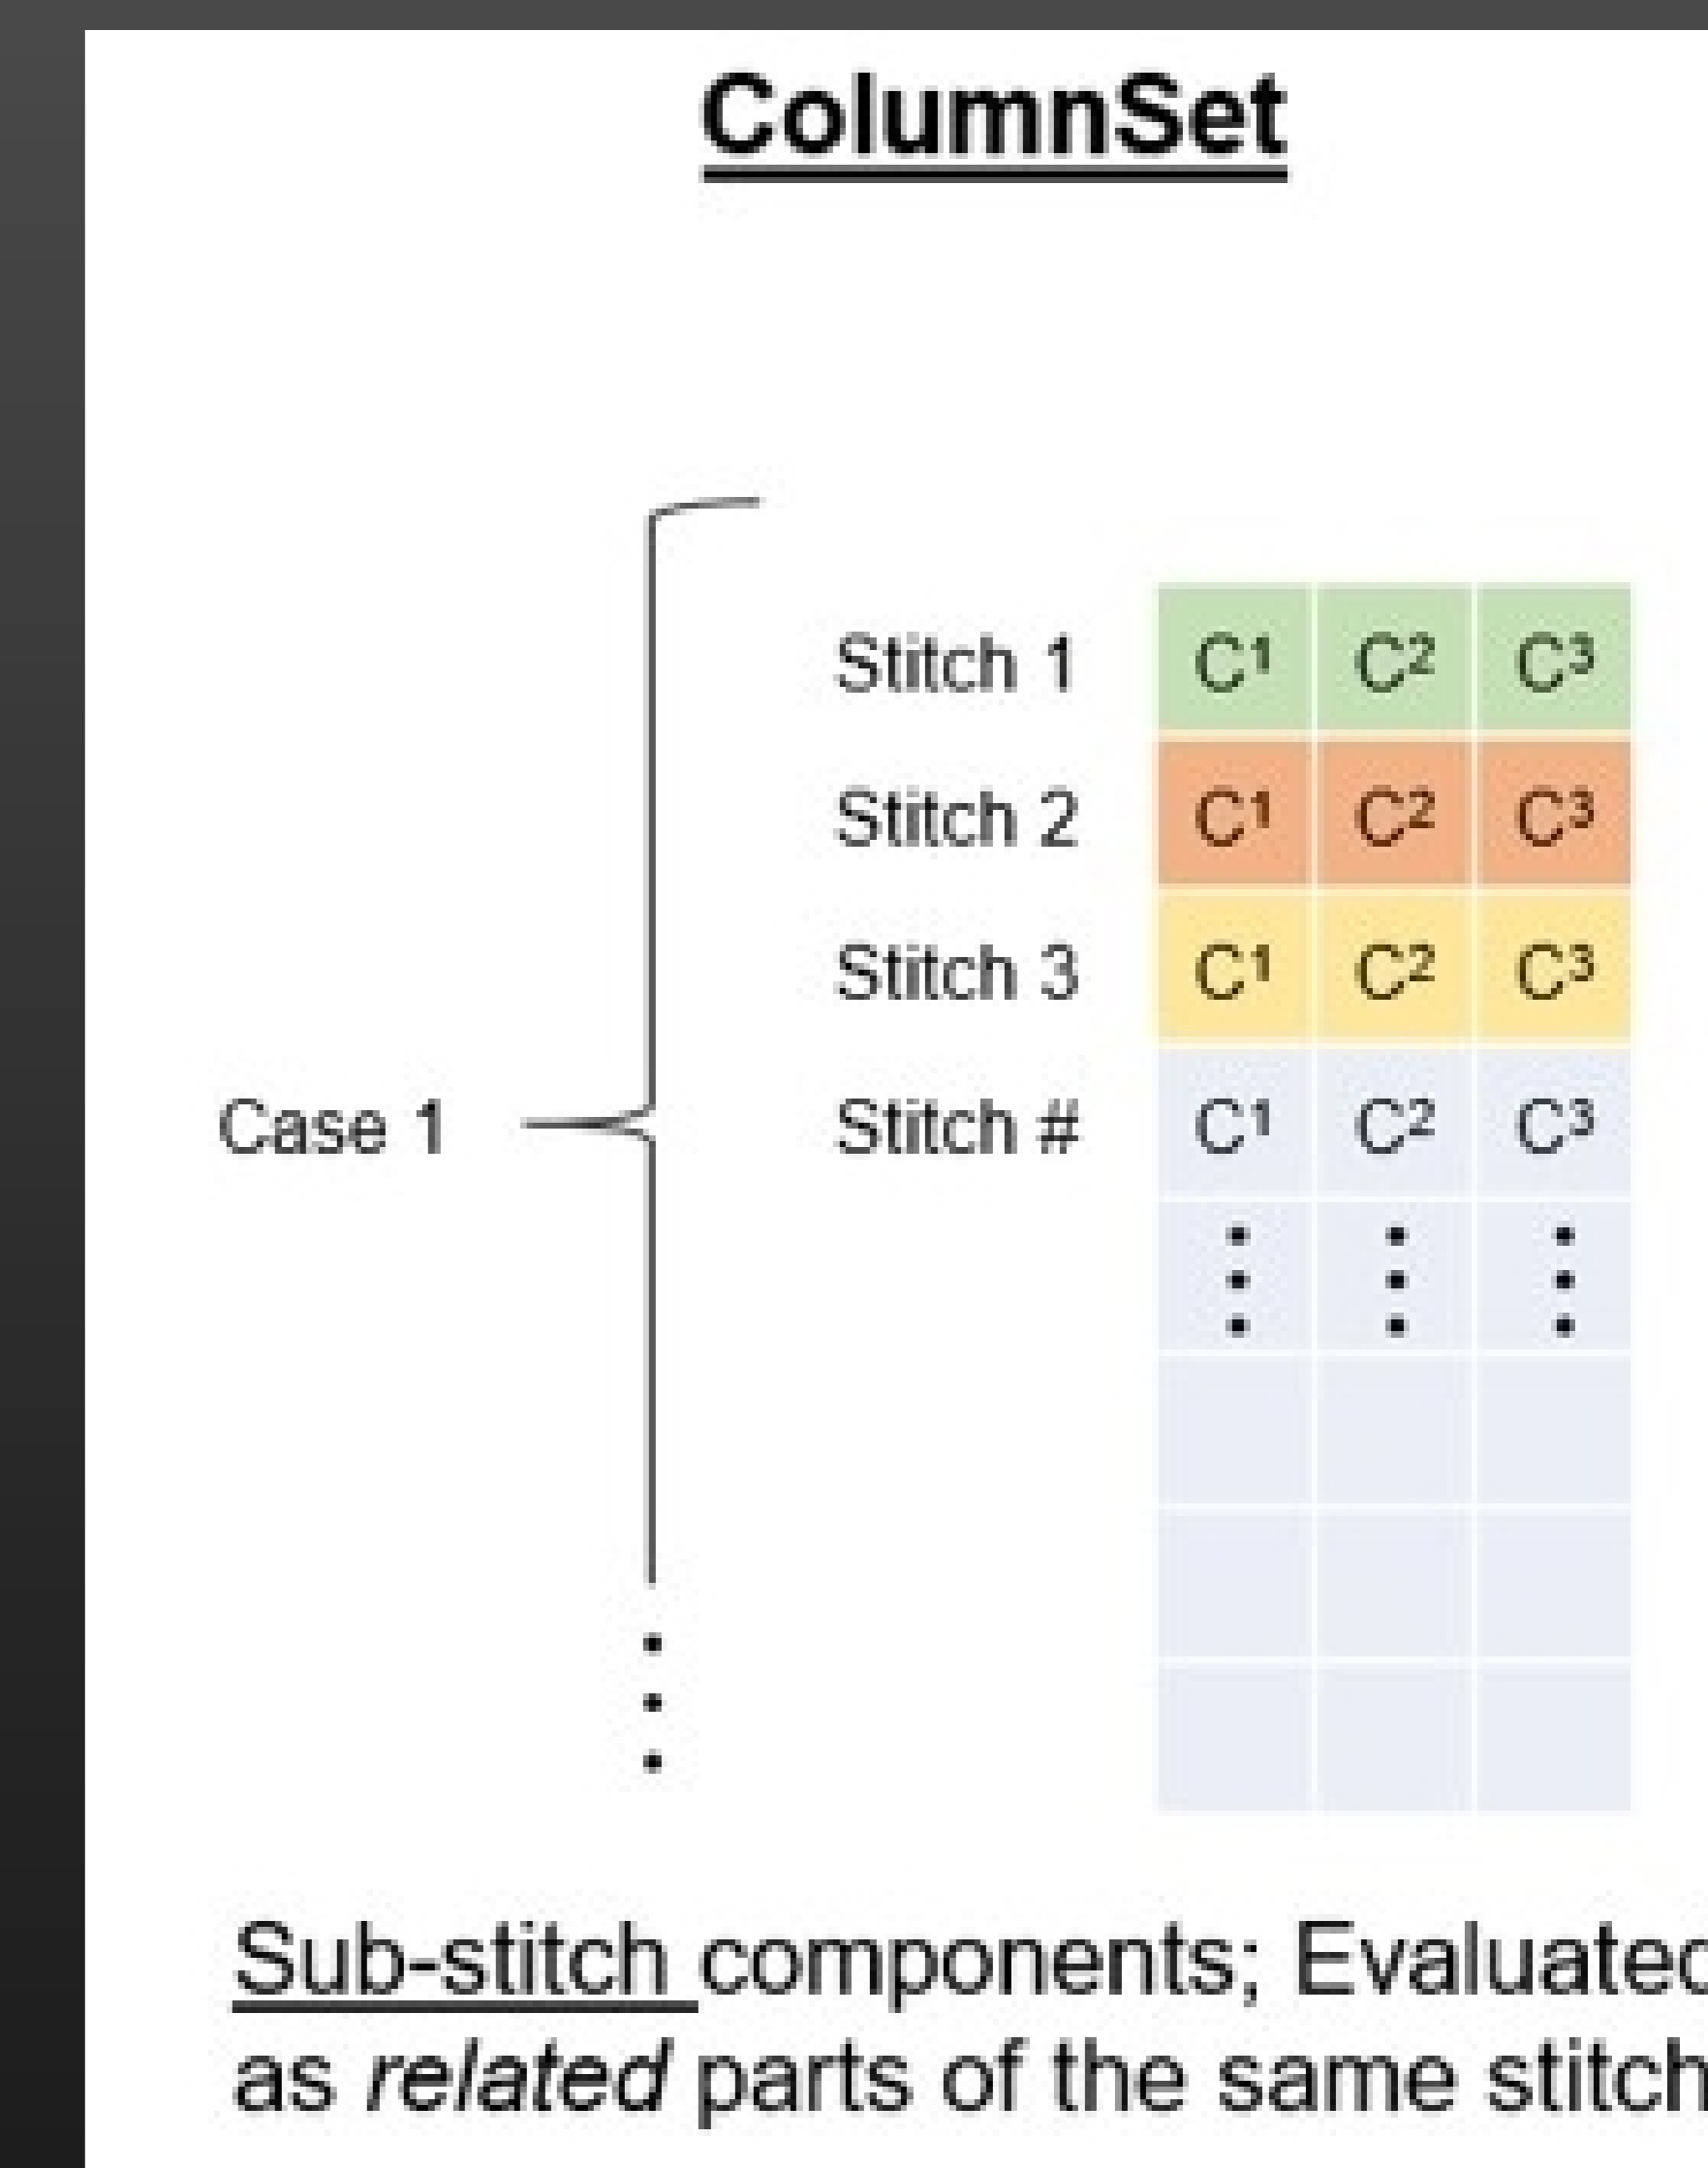 ColumnSet
Stitch 1 C¹ C² C³
Stitch 2 C¹ C² C³
Stitch 3 C¹ C² C³
Case 1 Stitch # C¹ C² C³
Sub-stitch components; Evaluated
as related parts of the same stitch